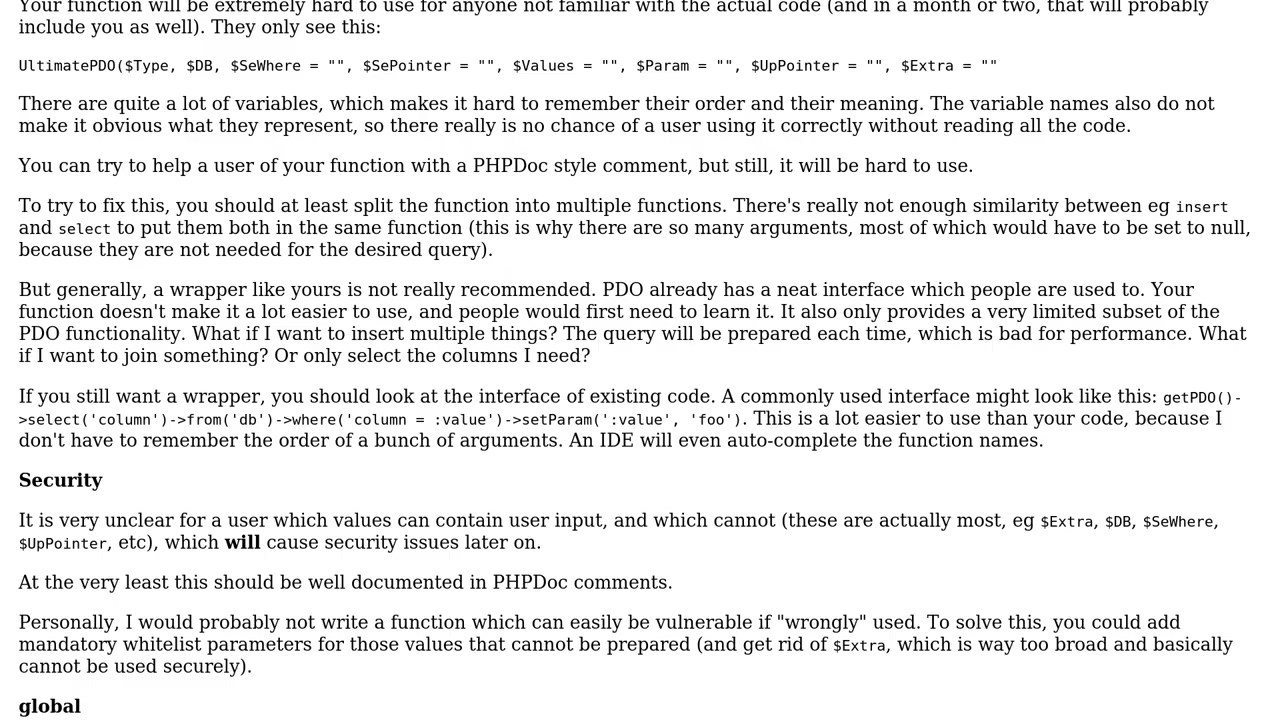 Your function will be extremely hard to use for anyone not familiar with the actual code (and in a month or two, that will probably
include you as well). They only see this:
UltimatePDO($Type, $DB, $SeWhere = "", $SePointer = "", $Values = "", $Param = "", $UpPointer = "", $Extra = ""
There are quite a lot of variables, which makes it hard to remember their order and their meaning. The variable names also do not
make it obvious what they represent, so there really is no chance of a user using it correctly without reading all the code.
You can try to help a user of your function with a PHPDoc style comment, but still, it will be hard to use.
To try to fix this, you should at least split the function into multiple functions. There's really not enough similarity between eg insert
and select to put them both in the same function (this is why there are so many arguments, most of which would have to be set to null,
because they are not needed for the desired query).
But generally, a wrapper like yours is not really recommended. PDO already has a neat interface which people are used to. Your
function doesn't make it a lot easier to use, and people would first need to learn it. It also only provides a very limited subset of the
PDO functionality. What if I want to insert multiple things? The query will be prepared each time, which is bad for performance. What
if I want to join something? Or only select the columns I need?
If you still want a wrapper, you should look at the interface of existing code. A commonly used interface might look like this: getPDO()-
>select('column')->from('db')->where('column = :value')->setParam(':value', 'foo'). This is a lot easier to use than your code, because I
don't have to remember the order of a bunch of arguments. An IDE will even auto-complete the function names.
Security
It is very unclear for a user which values can contain user input, and which cannot (these are actually most, eg $Extra, $DB, $SeWhere,
$UpPointer, etc), which will cause security issues later on.
At the very least this should be well documented in PHPDoc comments.
Personally, I would probably not write a function which can easily be vulnerable if "wrongly" used. To solve this, you could add
mandatory whitelist parameters for those values that cannot be prepared (and get rid of $Extra, which is way too broad and basically
cannot be used securely).
global